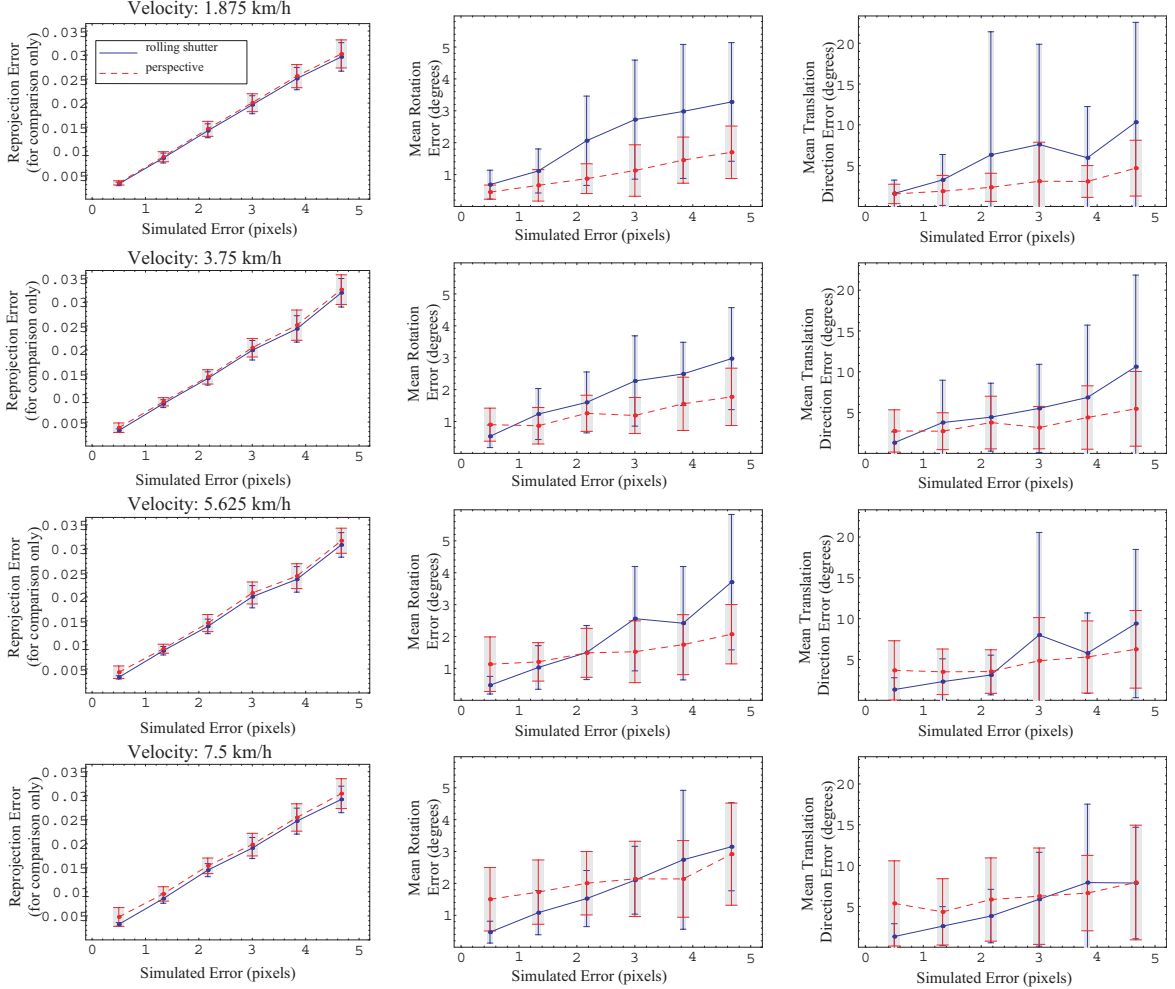 Velocity: 1.875 km/h
Reprojection Error
(for comparison only)
0.035
0.03
0.025
0.02
0.015
0.01
0.005
rolling shutter
perspective
0 1 2 3 4 5
Simulated Error (pixels)
Mean Rotation
Error (degrees)
5
4
3
2
1
0 1 2 3 4 5
Simulated Error (pixels)
Mean Translation
Direction Error (degrees)
20
15
10
5
0 1 2 3 4 5
Simulated Error (pixels)
Velocity: 3.75 km/h
Reprojection Error
(for comparison only)
0.035
0.03
0.025
0.02
0.015
0.01
0.005
0 1 2 3 4 5
Simulated Error (pixels)
Mean Rotation
Error (degrees)
5
4
3
2
1
0 1 2 3 4 5
Simulated Error (pixels)
Mean Translation
Direction Error (degrees)
20
15
10
5
0 1 2 3 4 5
Simulated Error (pixels)
Velocity: 5.625 km/h
Reprojection Error
(for comparison only)
0.035
0.03
0.025
0.02
0.015
0.01
0.005
0 1 2 3 4 5
Simulated Error (pixels)
Mean Rotation
Error (degrees)
5
4
3
2
1
0 1 2 3 4 5
Simulated Error (pixels)
Mean Translation
Direction Error (degrees)
20
15
10
5
0 1 2 3 4 5
Simulated Error (pixels)
Velocity: 7.5 km/h
Reprojection Error
(for comparison only)
0.035
0.03
0.025
0.02
0.015
0.01
0.005
0 1 2 3 4 5
Simulated Error (pixels)
Mean Rotation
Error (degrees)
5
4
3
2
1
0 1 2 3 4 5
Simulated Error (pixels)
Mean Translation
Direction Error (degrees)
20
15
10
5
0 1 2 3 4 5
Simulated Error (pixels)